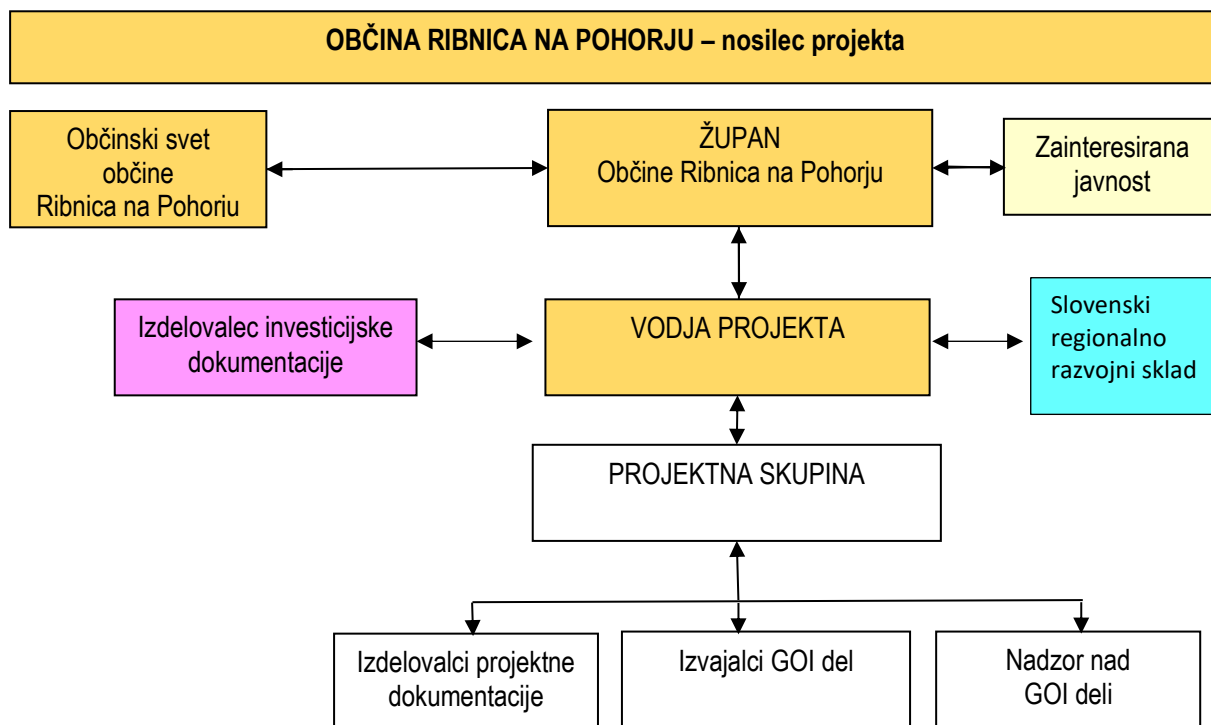 OBČINA RIBNICA NA POHORJU – nosilec projekta
Občinski svet
občine
Ribnica na Pohorju
ŽUPAN
Občine Ribnica na Pohorju
Zainteresirana
javnost
Izdelovalec investicijske
dokumentacije
VODJA PROJEKTA
Slovenski
regionalno
razvojni sklad
PROJEKTNA SKUPINA
Izdelovalci projektne
dokumentacije
Izvajalci GOI del
Nadzor nad
GOI deli